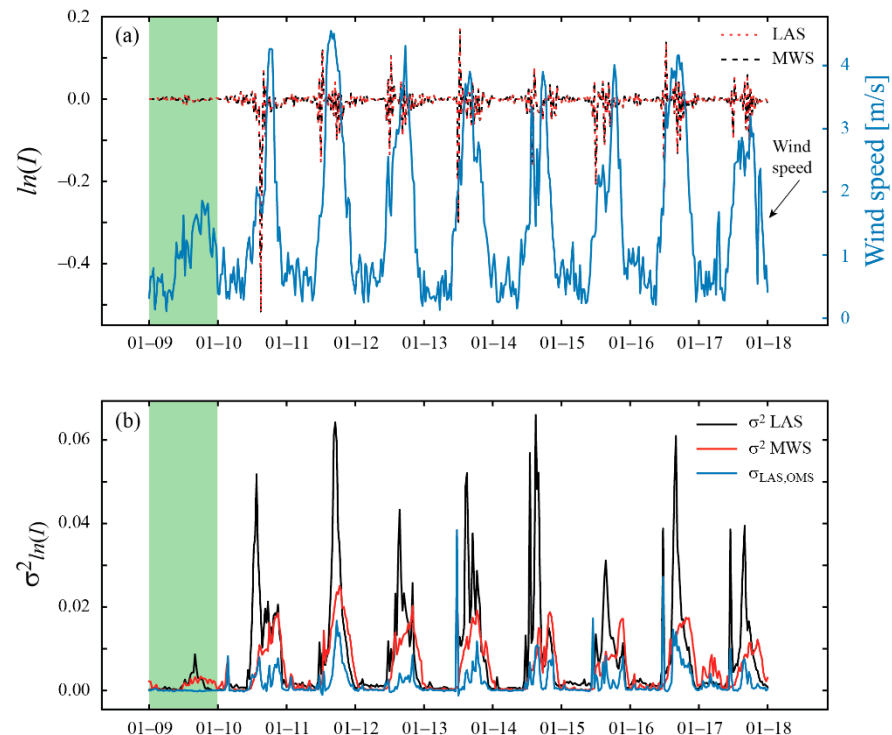 (a)
LAS
MWS
ln(I)
Wind speed [m/s]
Wind
speed
0.2
0.0
−0.2
−0.4
4
3
2
1
0
01–09 01–10 01–11 01–12 01–13 01–14 01–15 01–16 01–17 01–18
(b)
σ² LAS
σ² MWS
σLAS,OMS
σ²ln(I)
0.06
0.04
0.02
0.00
01–09 01–10 01–11 01–12 01–13 01–14 01–15 01–16 01–17 01–18